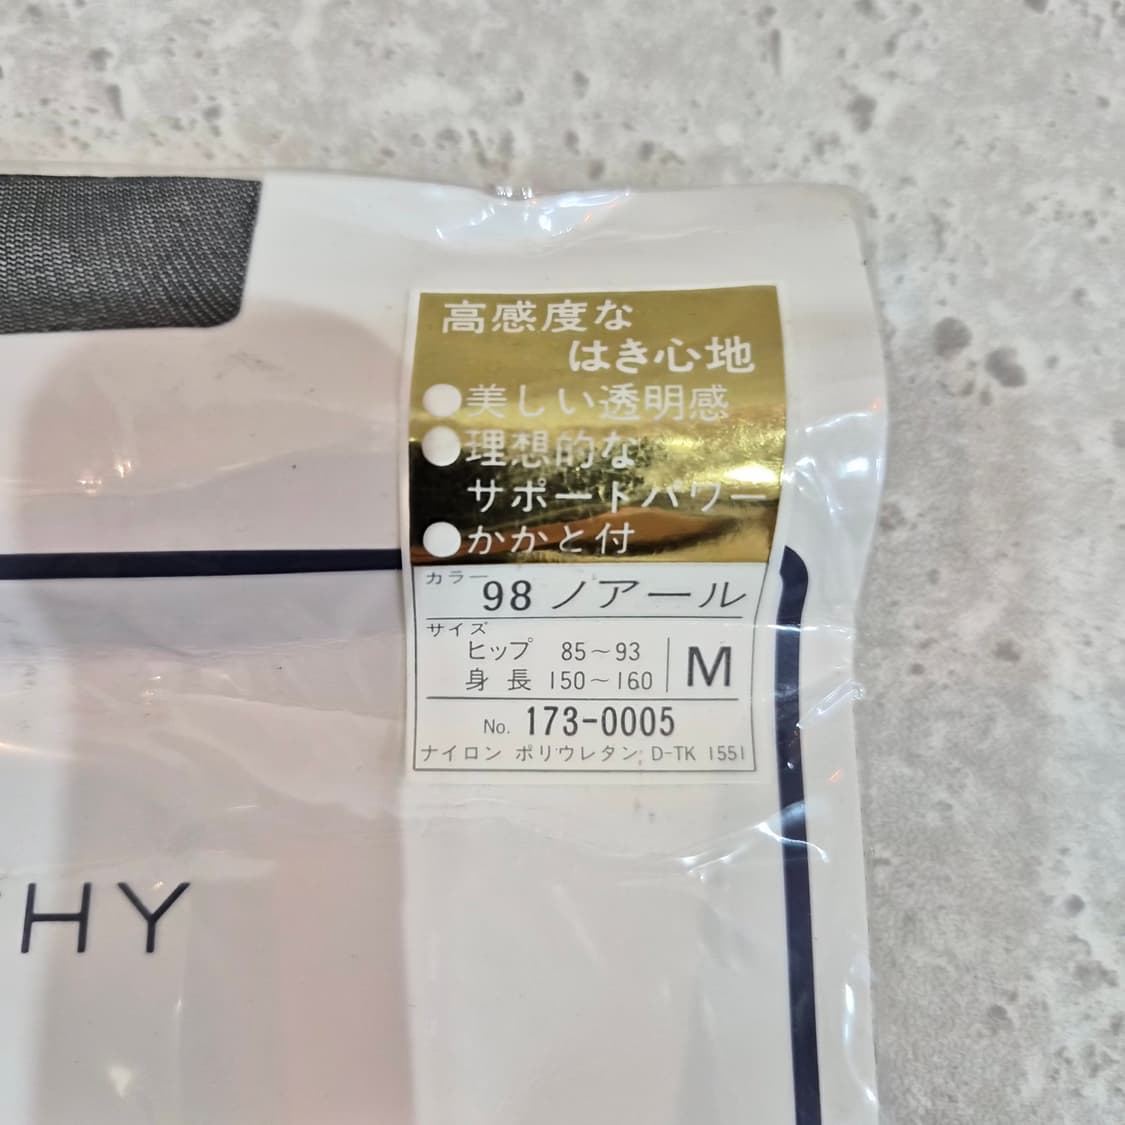 高感度な
はき心地
●美しい透明感
●理想的な
サポートパワー
●かかと付
カラー
98 ノアール
サイズ
ヒップ 85～93
身長 150～160
M
No. 173-0005
ナイロン ポリウレタン D-TK 1551
HY